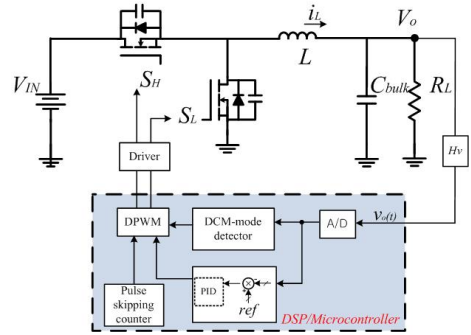 i_L
V_o
L
V_IN
S_H
C_bulk
R_L
S_L
Hv
Driver
DPWM
DCM-mode
detector
A/D
v_o(t)
PID
ref
Pulse
skipping
counter
DSP/Microcontroller